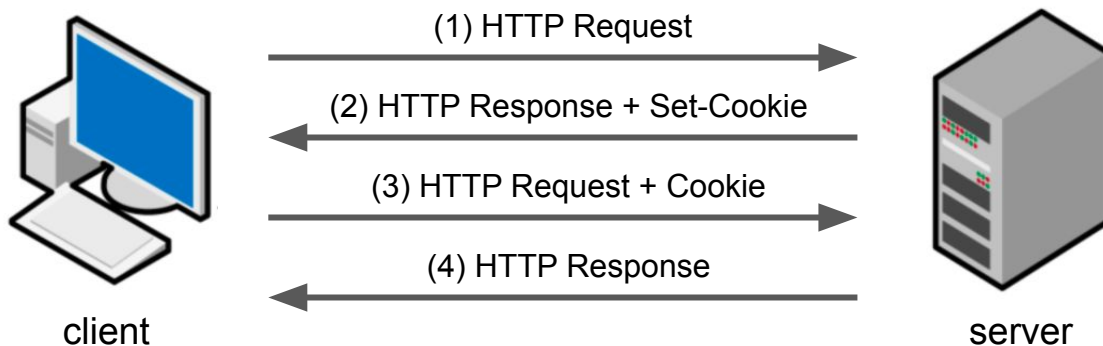 (1) HTTP Request
(2) HTTP Response + Set-Cookie
(3) HTTP Request + Cookie
(4) HTTP Response
client
server